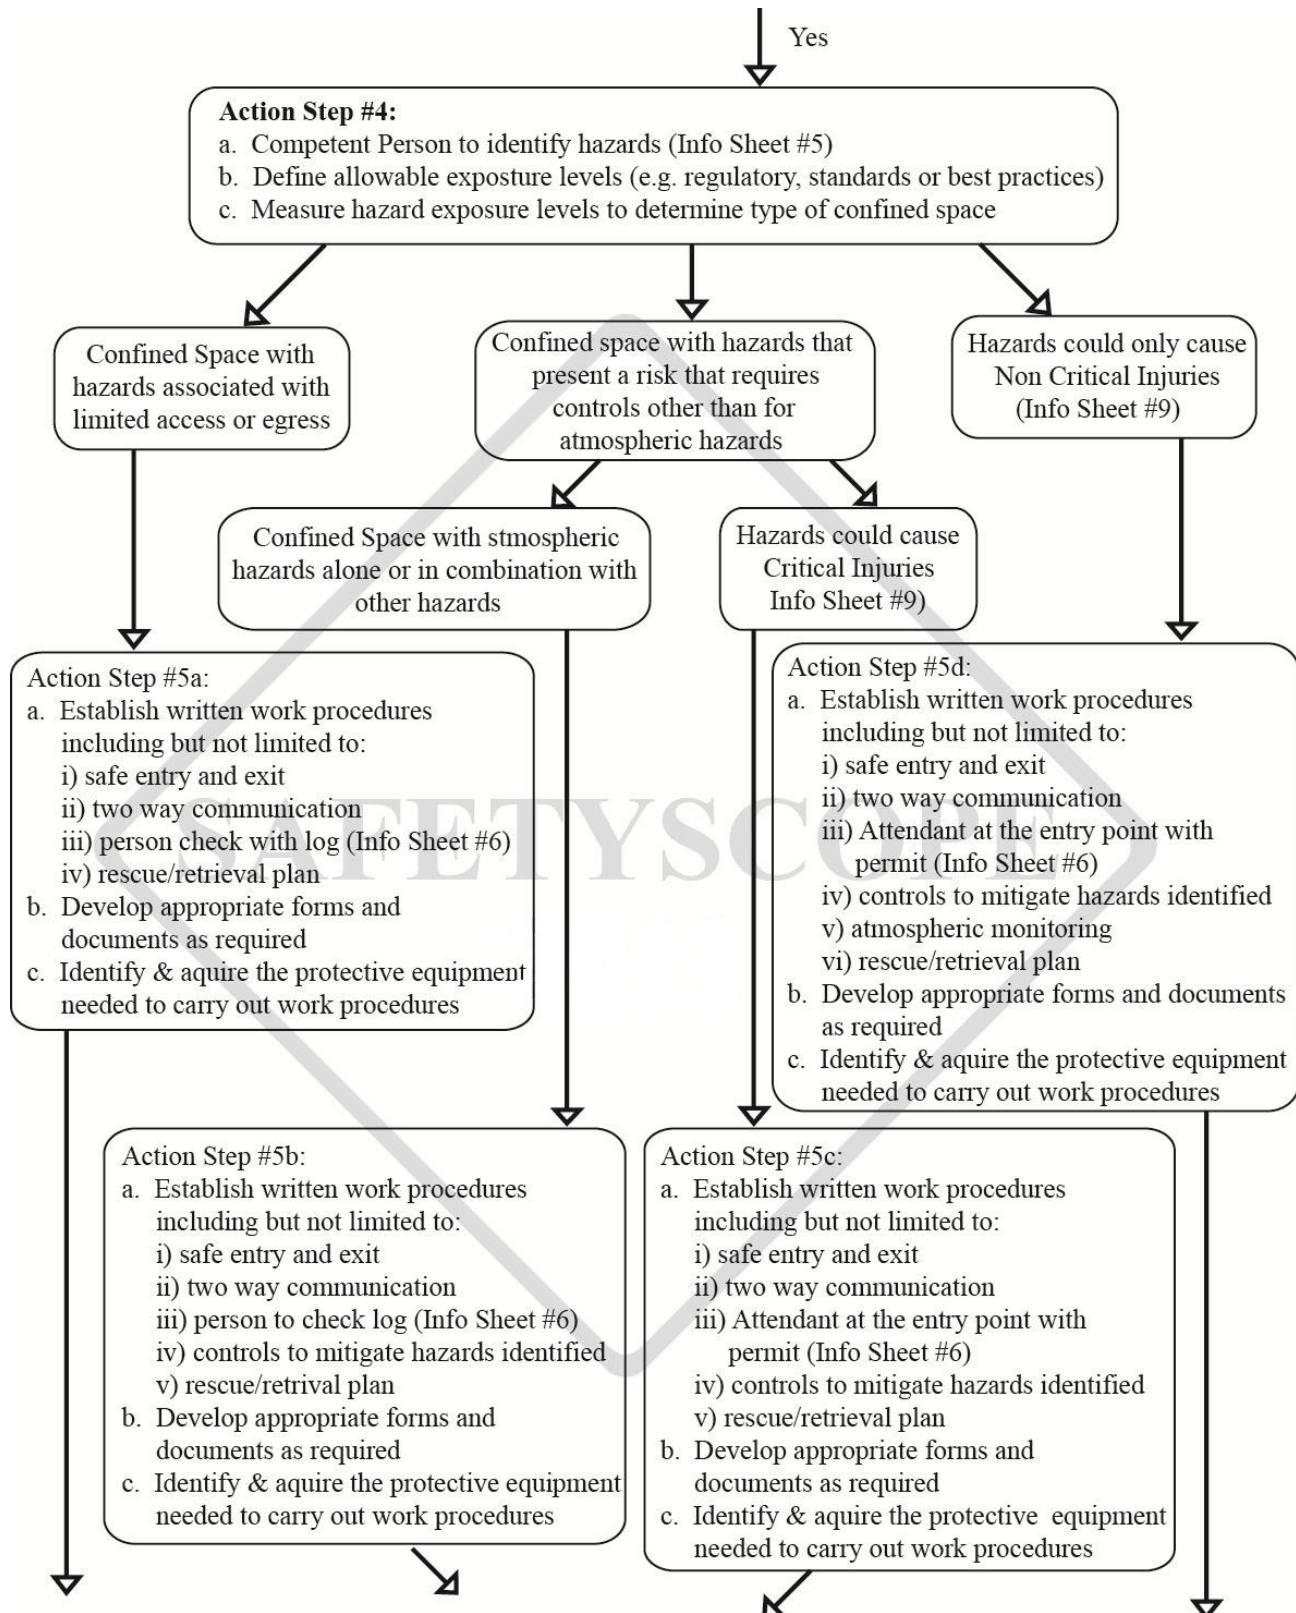 Yes
Action Step #4:
a. Competent Person to identify hazards (Info Sheet #5)
b. Define allowable exposture levels (e.g. regulatory, standards or best practices)
c. Measure hazard exposure levels to determine type of confined space
Confined Space with
hazards associated with
limited access or egress
Confined space with hazards that
present a risk that requires
controls other than for
atmospheric hazards
Hazards could only cause
Non Critical Injuries
(Info Sheet #9)
Confined Space with stmospheric
hazards alone or in combination with
other hazards
Hazards could cause
Critical Injuries
Info Sheet #9)
Action Step #5a:
a. Establish written work procedures
including but not limited to:
i) safe entry and exit
ii) two way communication
iii) person check with log (Info Sheet #6)
iv) rescue/retrieval plan
b. Develop appropriate forms and
documents as required
c. Identify & aquire the protective equipment
needed to carry out work procedures
Action Step #5d:
a. Establish written work procedures
including but not limited to:
i) safe entry and exit
ii) two way communication
iii) Attendant at the entry point with
permit (Info Sheet #6)
iv) controls to mitigate hazards identified
v) atmospheric monitoring
vi) rescue/retrieval plan
b. Develop appropriate forms and documents
as required
c. Identify & aquire the protective equipment
needed to carry out work procedures
SAFETYSCOPE
Action Step #5b:
a. Establish written work procedures
including but not limited to:
i) safe entry and exit
ii) two way communication
iii) person to check log (Info Sheet #6)
iv) controls to mitigate hazards identified
v) rescue/retrival plan
b. Develop appropriate forms and
documents as required
c. Identify & aquire the protective equipment
needed to carry out work procedures
Action Step #5c:
a. Establish written work procedures
including but not limited to:
i) safe entry and exit
ii) two way communication
iii) Attendant at the entry point with
permit (Info Sheet #6)
iv) controls to mitigate hazards identified
v) rescue/retrieval plan
b. Develop appropriate forms and
documents as required
c. Identify & aquire the protective equipment
needed to carry out work procedures